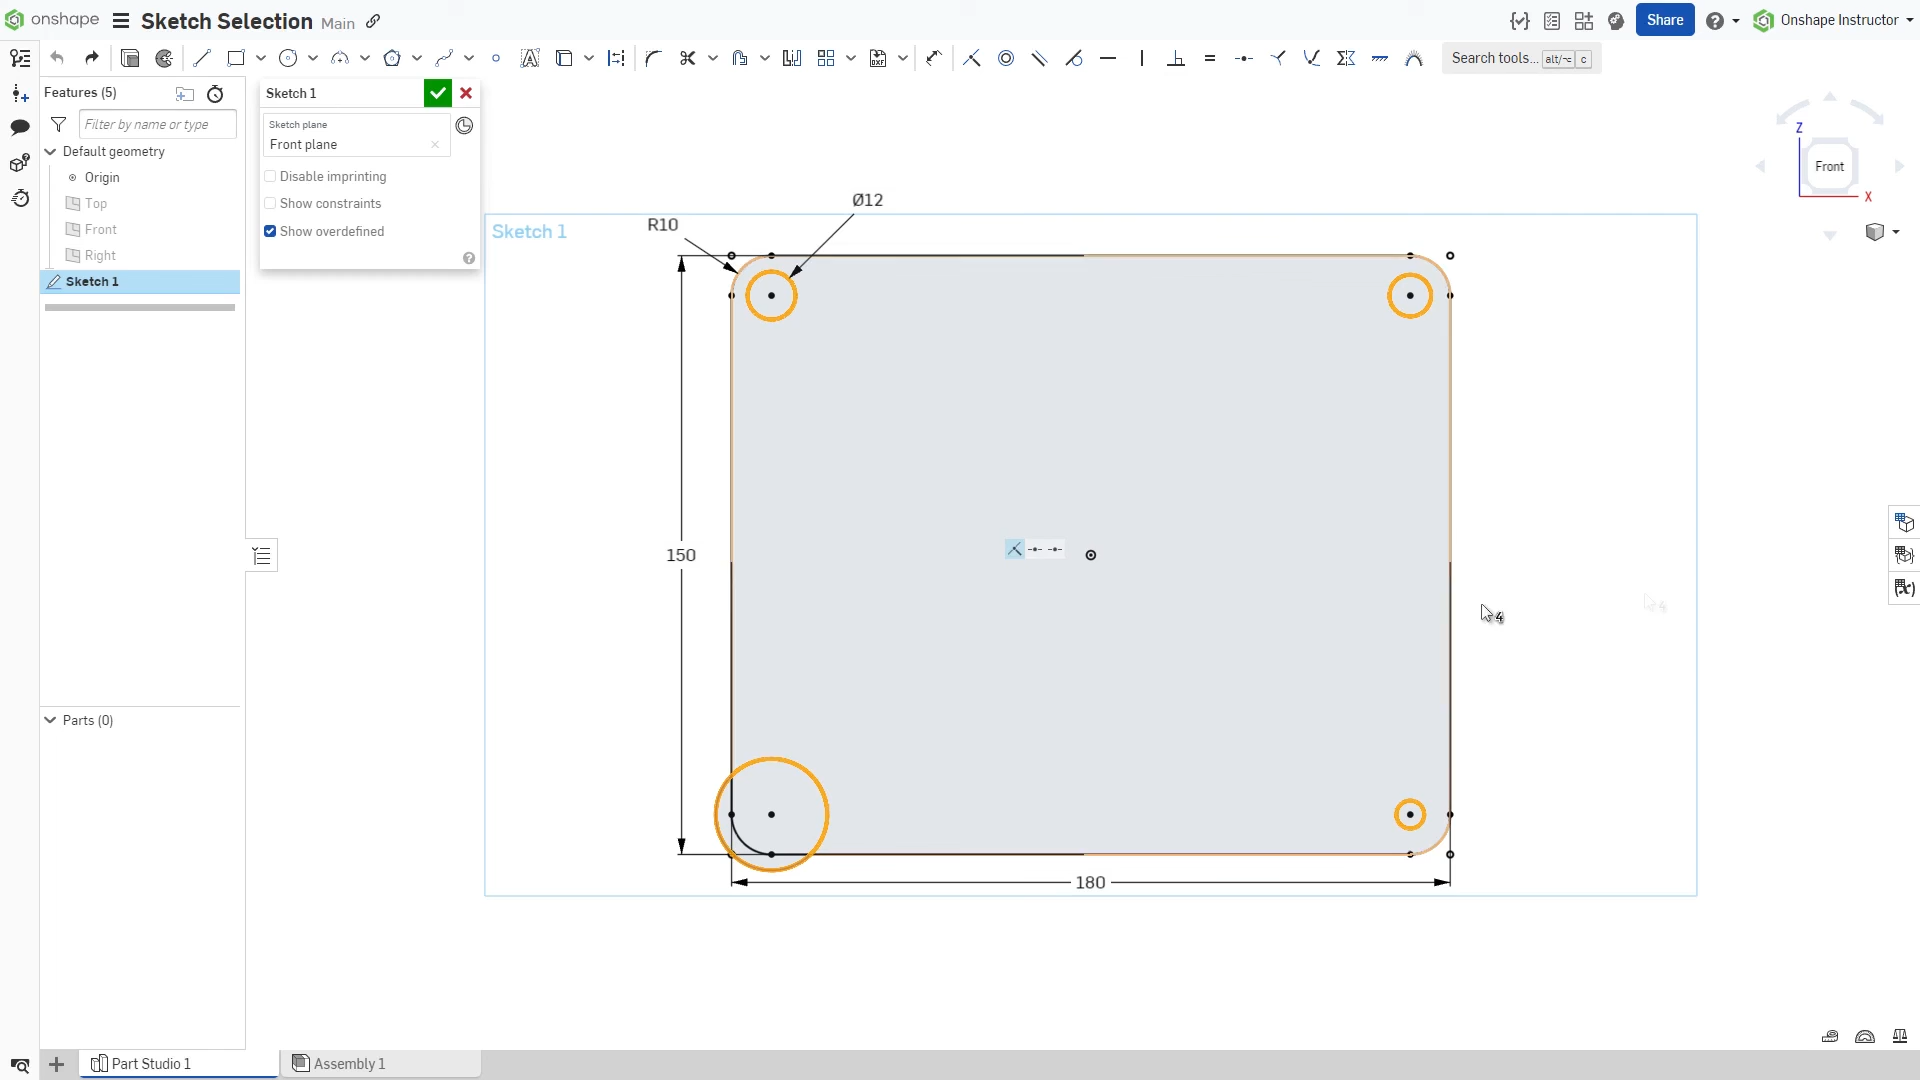 onshape
Sketch Selection Main
Share
Onshape Instructor
Search tools... alt/⌥ c
Features (5)
Filter by name or type
Default geometry
Origin
Top
Front
Right
Sketch 1
Parts (0)
Sketch 1
Sketch plane
Front plane
Disable imprinting
Show constraints
Show overdefined
Sketch 1
R10
Ø12
150
180
4
4
Z
Front
X
Part Studio 1
Assembly 1